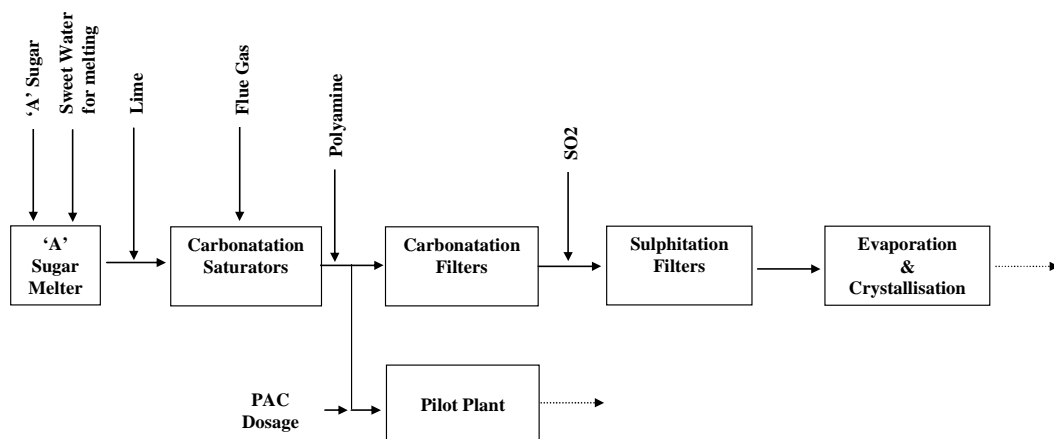 ‘A’ Sugar
Sweet Water
for melting
Lime
Flue Gas
Polyamine
SO2
‘A’
Sugar
Melter
Carbonatation
Saturators
Carbonatation
Filters
Sulphitation
Filters
Evaporation
&
Crystallisation
PAC
Dosage
Pilot Plant